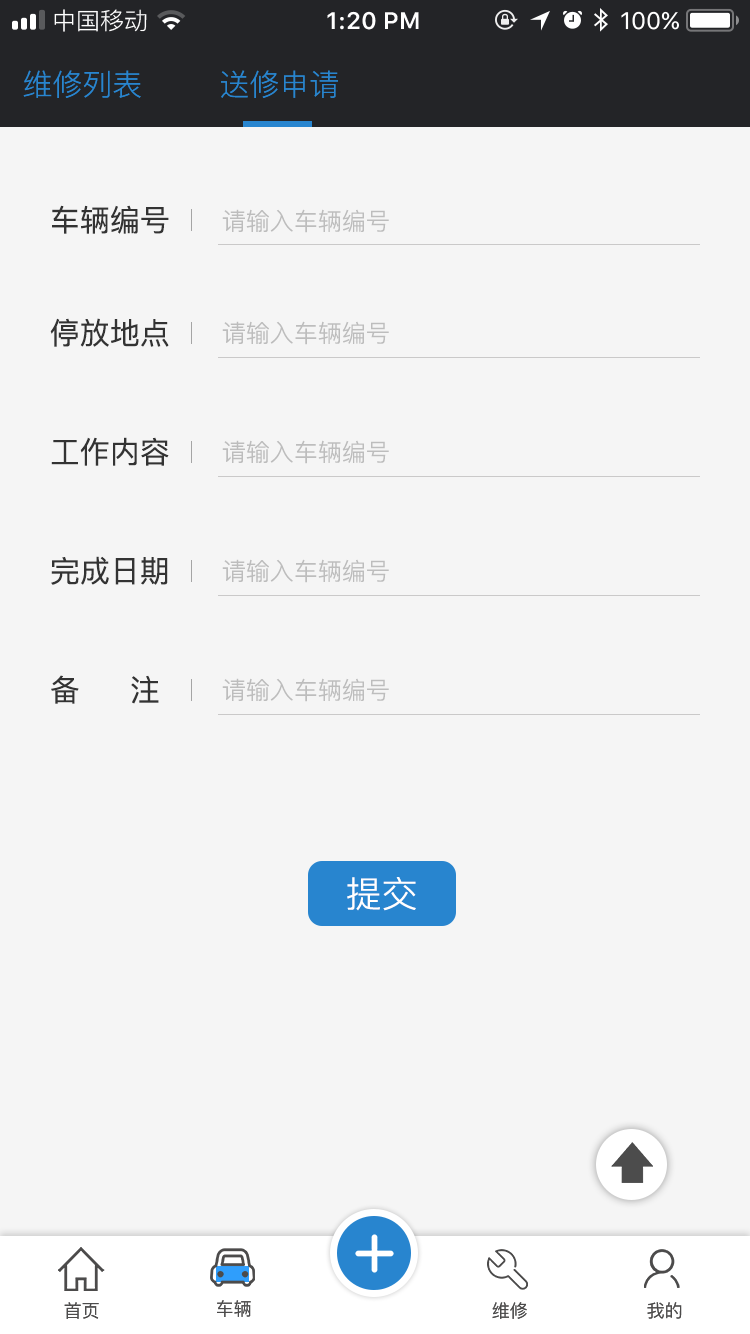 中国移动 1:20 PM 100%
维修列表 送修申请
车辆编号 请输入车辆编号
停放地点 请输入车辆编号
工作内容 请输入车辆编号
完成日期 请输入车辆编号
备 注 请输入车辆编号
提交
首页 车辆 维修 我的